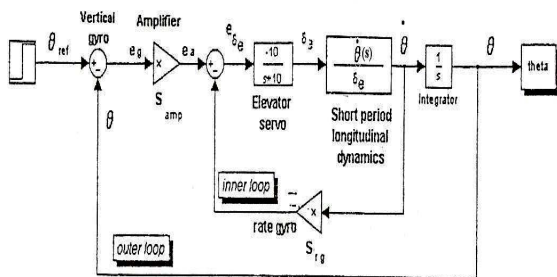 Vertical
gyro
Amplifier
θ ref
e g
x
e a
e δ e
-10
s+10
δ e
θ̇(s)
δ e
θ̇
1
s
θ
theta
Integrator
Elevator
servo
Short period
longitudinal
dynamics
S amp
θ
inner loop
rate gyro
x
S rg
outer loop